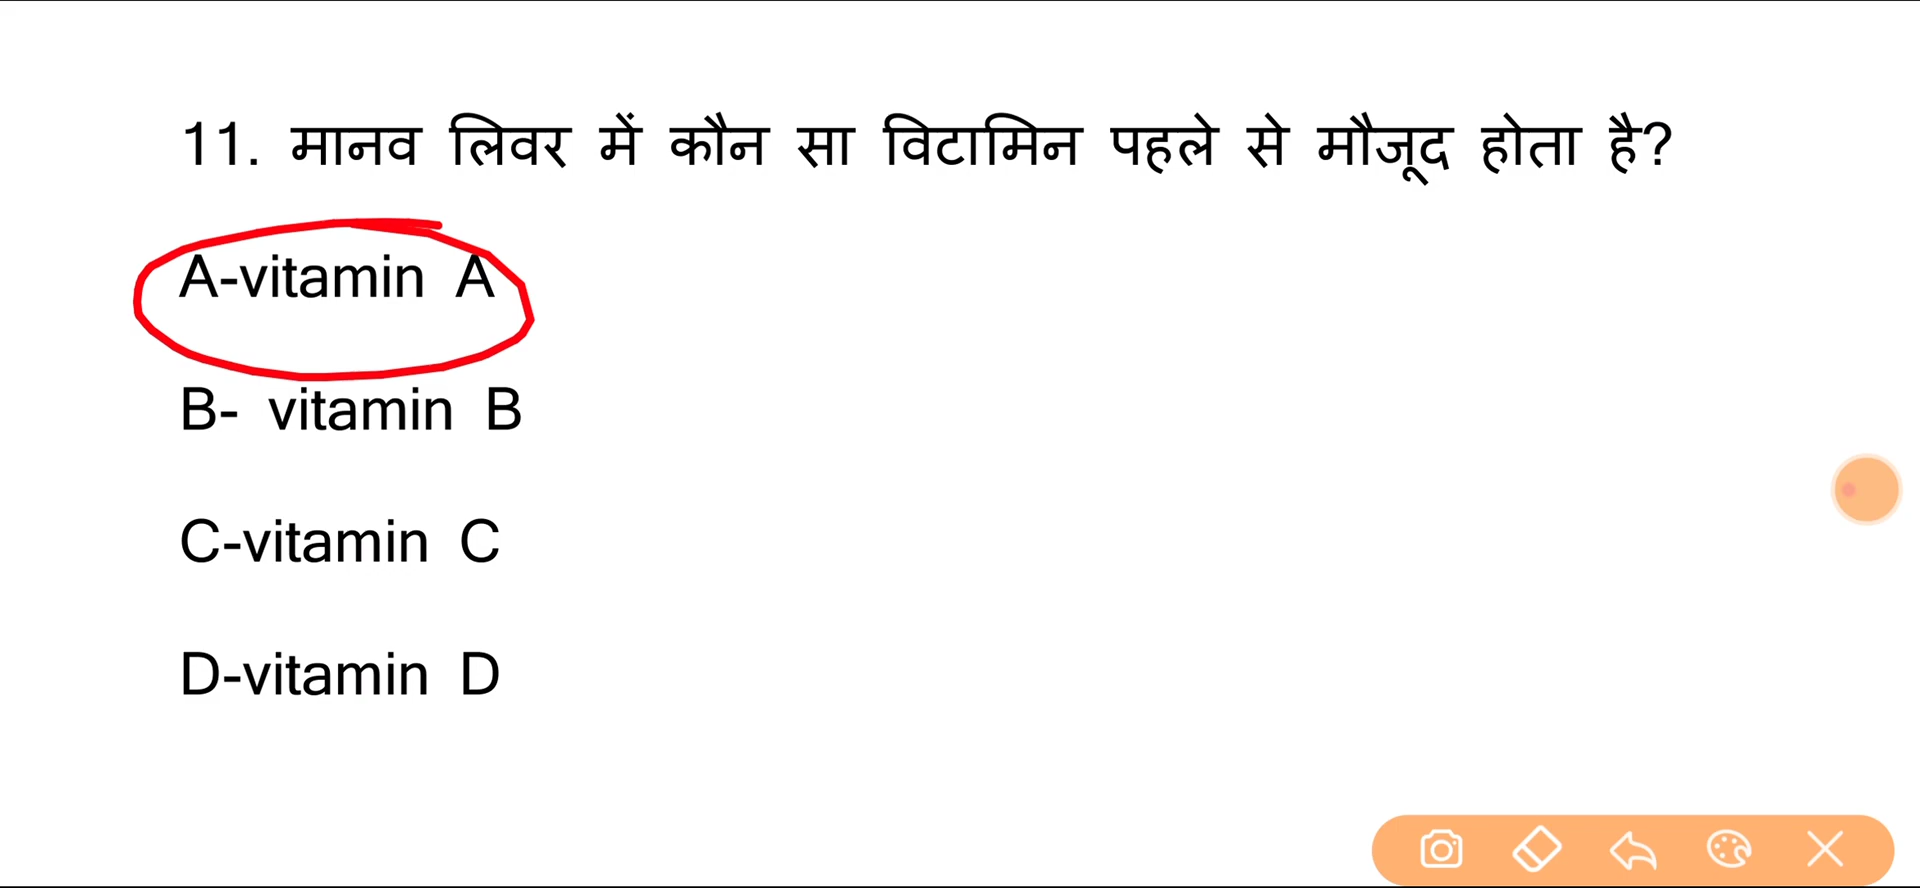 11. मानव लिवर में कौन सा विटामिन पहले से मौजूद होता है?
A-vitamin A
B- vitamin B
C-vitamin C
D-vitamin D